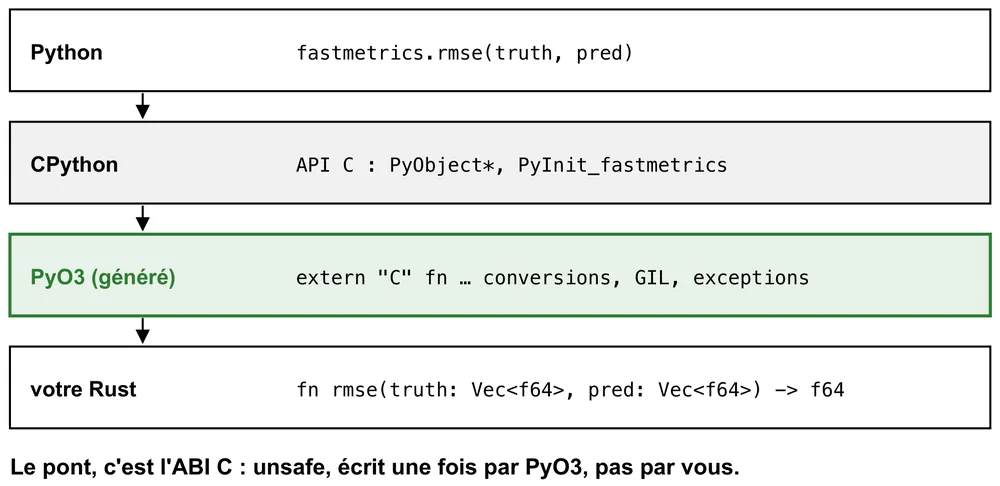 Python fastmetrics.rmse(truth, pred)
CPython API C : PyObject*, PyInit_fastmetrics
PyO3 (généré) extern "C" fn … conversions, GIL, exceptions
votre Rust fn rmse(truth: Vec<f64>, pred: Vec<f64>) -> f64
Le pont, c'est l'ABI C : unsafe, écrit une fois par PyO3, pas par vous.